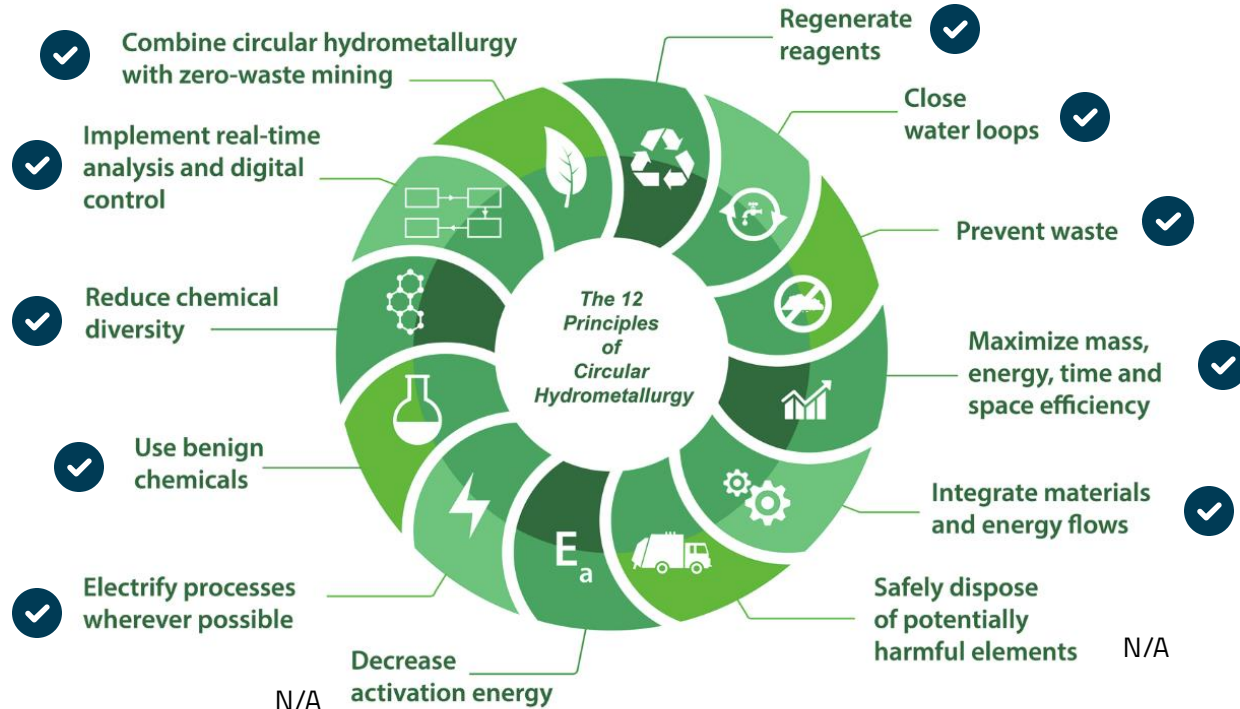 Combine circular hydrometallurgy
with zero-waste mining
Regenerate
reagents
Close
water loops
Implement real-time
analysis and digital
control
Prevent waste
Reduce chemical
diversity
The 12
Principles
of
Circular
Hydrometallurgy
Maximize mass,
energy, time and
space efficiency
Use benign
chemicals
Integrate materials
and energy flows
Ea
Electrify processes
wherever possible
Safely dispose
of potentially
harmful elements
N/A
Decrease
activation energy
N/A